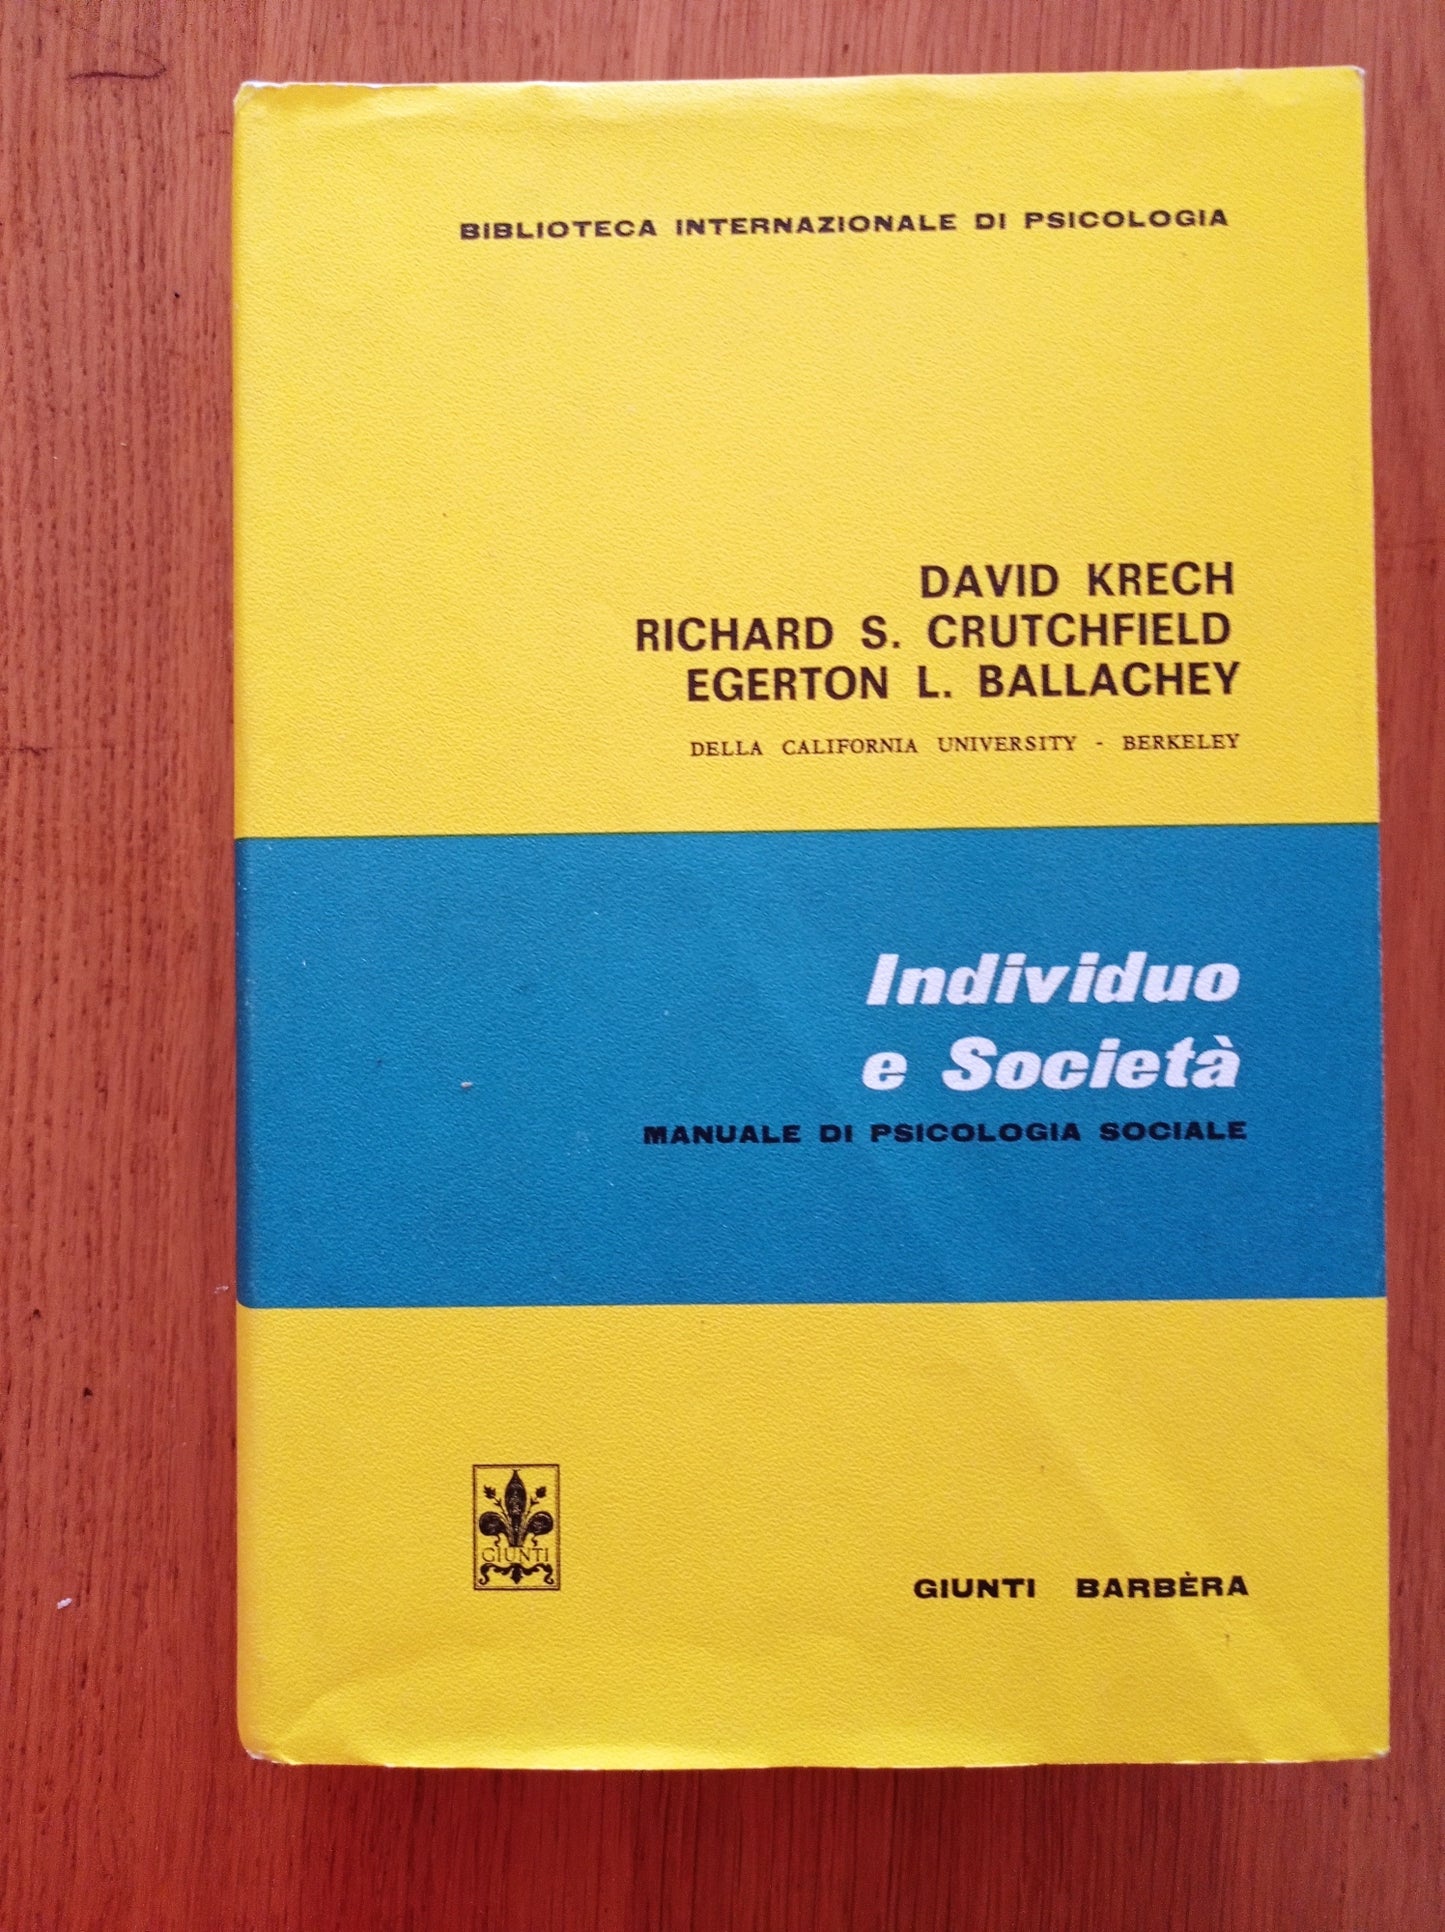 BIBLIOTECA INTERNAZIONALE DI PSICOLOGIA
DAVID KRECH
RICHARD S. CRUTCHFIELD
EGERTON L. BALLACHEY
DELLA CALIFORNIA UNIVERSITY - BERKELEY
Individuo
e Società
MANUALE DI PSICOLOGIA SOCIALE
GIUNTI
GIUNTI BARBÈRA